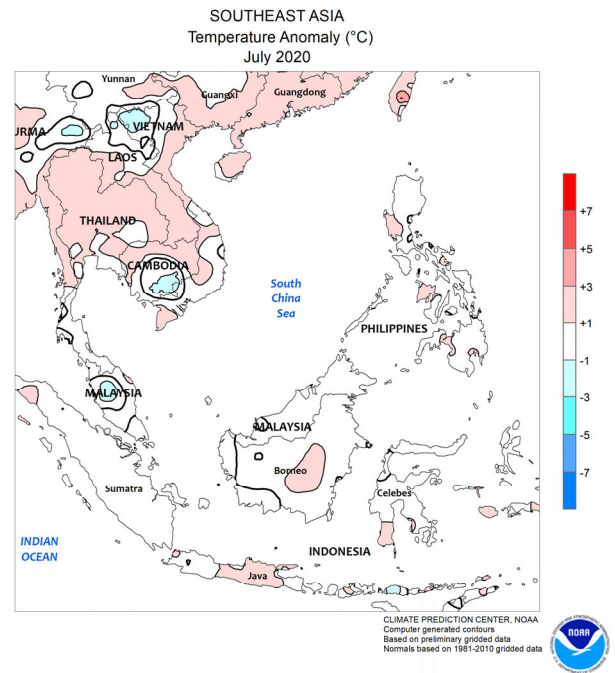 SOUTHEAST ASIA
Temperature Anomaly (°C)
July 2020
Yunnan
Guangxi
Guangdong
URMA
VIETNAM
LAOS
THAILAND
CAMBODIA
South
China
Sea
PHILIPPINES
MALAYSIA
MALAYSIA
Borneo
Sumatra
Celebes
INDIAN
OCEAN
INDONESIA
Java
+7
+5
+3
+1
-1
-3
-5
-7
CLIMATE PREDICTION CENTER, NOAA
Computer generated contours
Based on preliminary gridded data
Normals based on 1981-2010 gridded data
NOAA